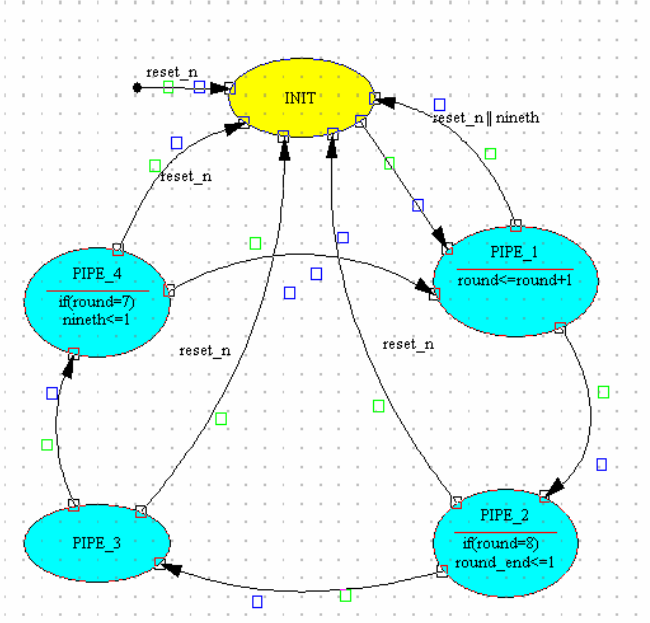 reset_n
INIT
reset_n || nineth
reset_n
PIPE_4
if(round=7)
nineth<=1
PIPE_1
round<=round+1
reset_n
reset_n
PIPE_3
PIPE_2
if(round=8)
round_end<=1